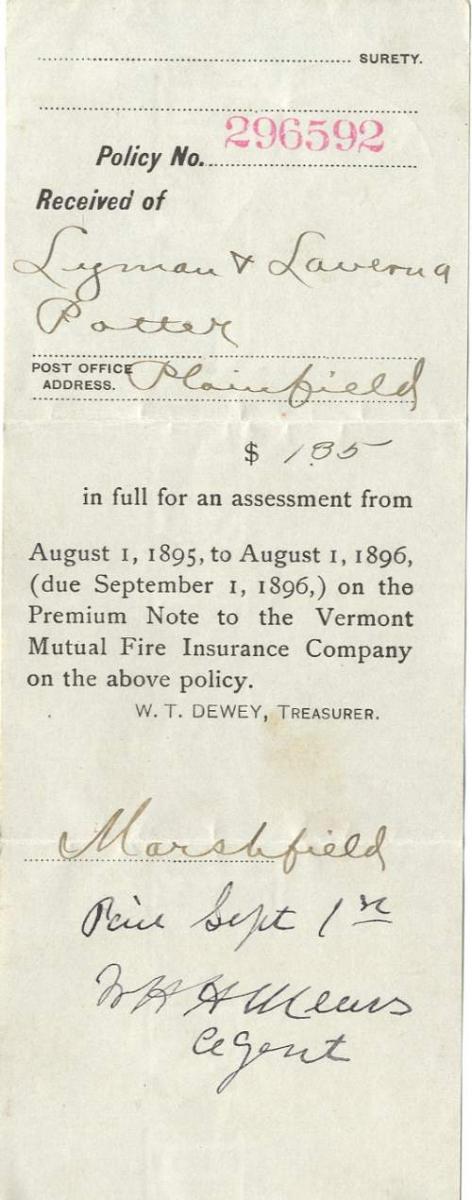 SURETY.
Policy No. 296592
Received of
Lyman & Laverna
Potter
POST OFFICE
ADDRESS. Plainfield
$ 1.85
in full for an assessment from
August 1, 1895, to August 1, 1896,
(due September 1, 1896,) on the
Premium Note to the Vermont
Mutual Fire Insurance Company
on the above policy.
W. T. DEWEY, TREASURER.
Marshfield
Paid Sept 1st
W H H Mears
Agent